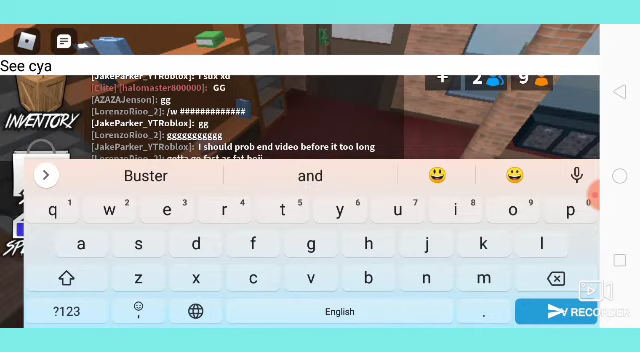 See cya
[JakeParker_YTRoblox]: I sux xd
[Elite] [halomaster800000]: GG
[AZAZAJenson]: gg
[LorenzoRioo_2]: /w #############
[JakeParker_YTRoblox]: gg
[LorenzoRioo_2]: ggggggggggg
[JakeParker_YTRoblox]: I should prob end video before it too long
[LorenzoRioo_2]: gotta go fast as fat boii
+ 2 9
INVENTORY
S
SP
Buster and
q 1 w 2 e 3 r 4 t 5 y 6 u 7 i 8 o 9 p 0
a s d f g h j k l
z x c v b n m
?123 , English .
V RECORDER